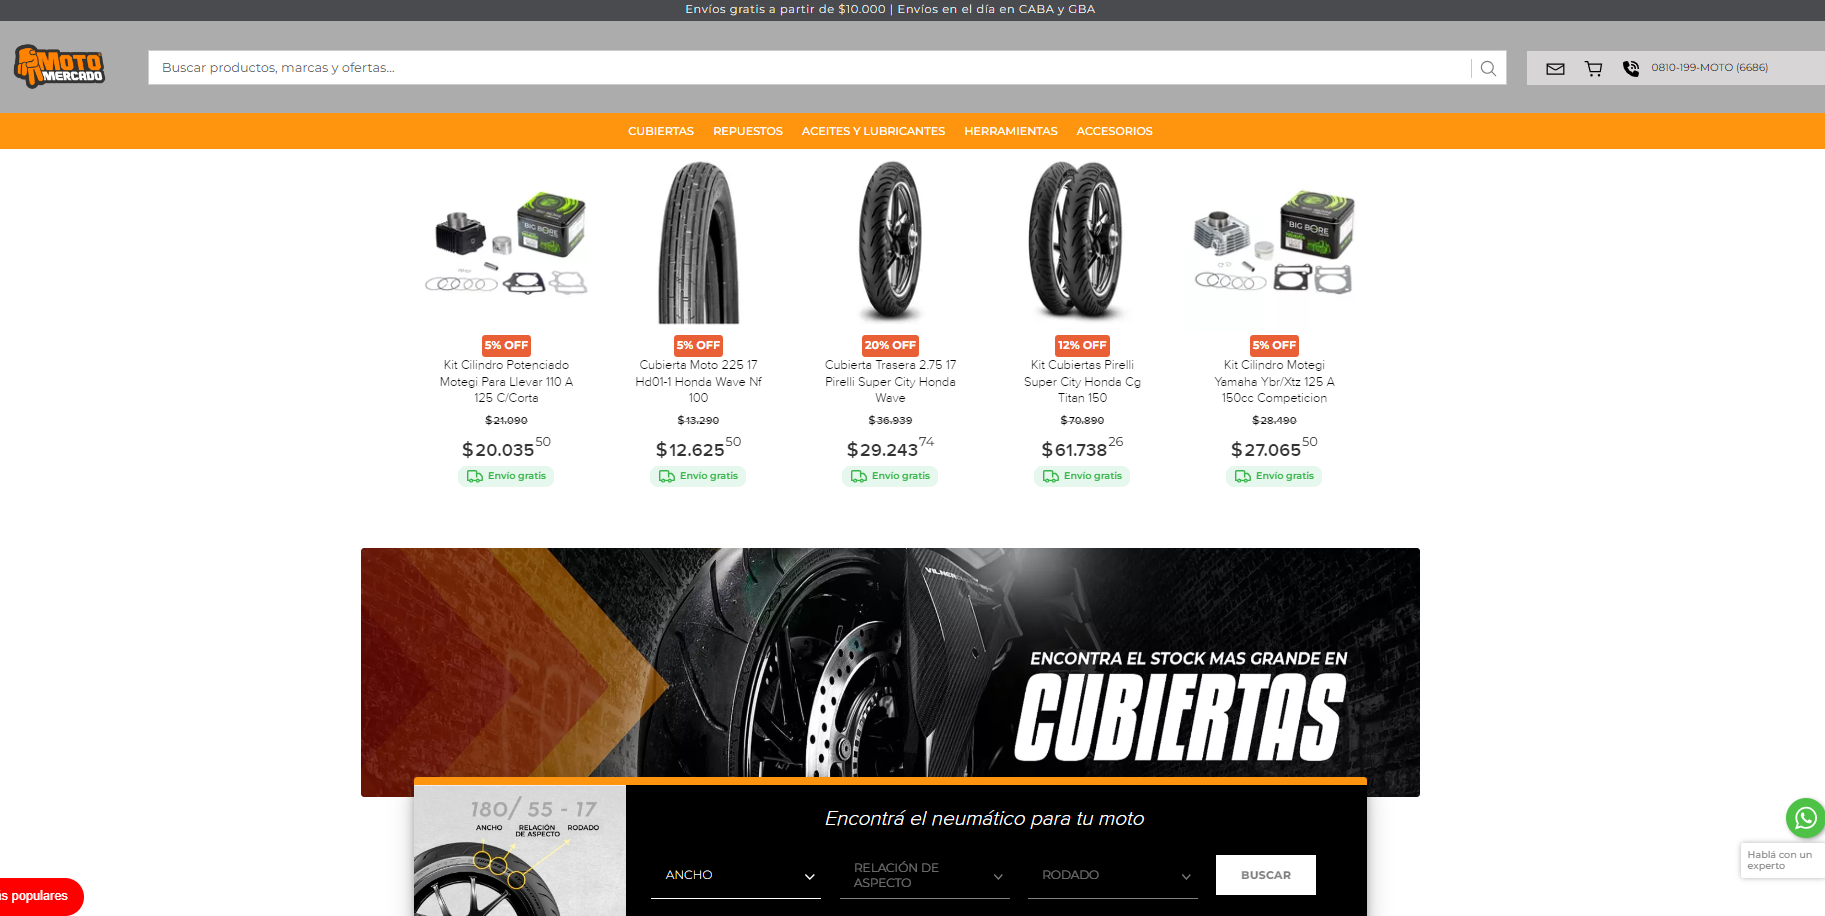 Envíos gratis a partir de $10.000 | Envíos en el día en CABA y GBA
MOTO
MERCADO
Buscar productos, marcas y ofertas...
0810-199-MOTO (6686)
CUBIERTAS REPUESTOS ACEITES Y LUBRICANTES HERRAMIENTAS ACCESORIOS
BIG BORE
BIG BORE
5% OFF
Kit Cilindro Potenciado
Motegi Para Llevar 110 A
125 C/Corta
$21.090
$20.035 50
Envío gratis
5% OFF
Cubierta Moto 225 17
Hd01-1 Honda Wave Nf
100
$13.290
$12.625 50
Envío gratis
20% OFF
Cubierta Trasera 2.75 17
Pirelli Super City Honda
Wave
$36.939
$29.243 74
Envío gratis
12% OFF
Kit Cubiertas Pirelli
Super City Honda Cg
Titan 150
$70.890
$61.738 26
Envío gratis
5% OFF
Kit Cilindro Motegi
Yamaha Ybr/Xtz 125 A
150cc Competicion
$28.490
$27.065 50
Envío gratis
VILNER
ENCONTRA EL STOCK MAS GRANDE EN
CUBIERTAS
180/ 55 - 17
ANCHO RELACIÓN DE ASPECTO RODADO
Encontrá el neumático para tu moto
ANCHO
RELACIÓN DE
ASPECTO
RODADO
BUSCAR
Hablá con un
experto
s populares